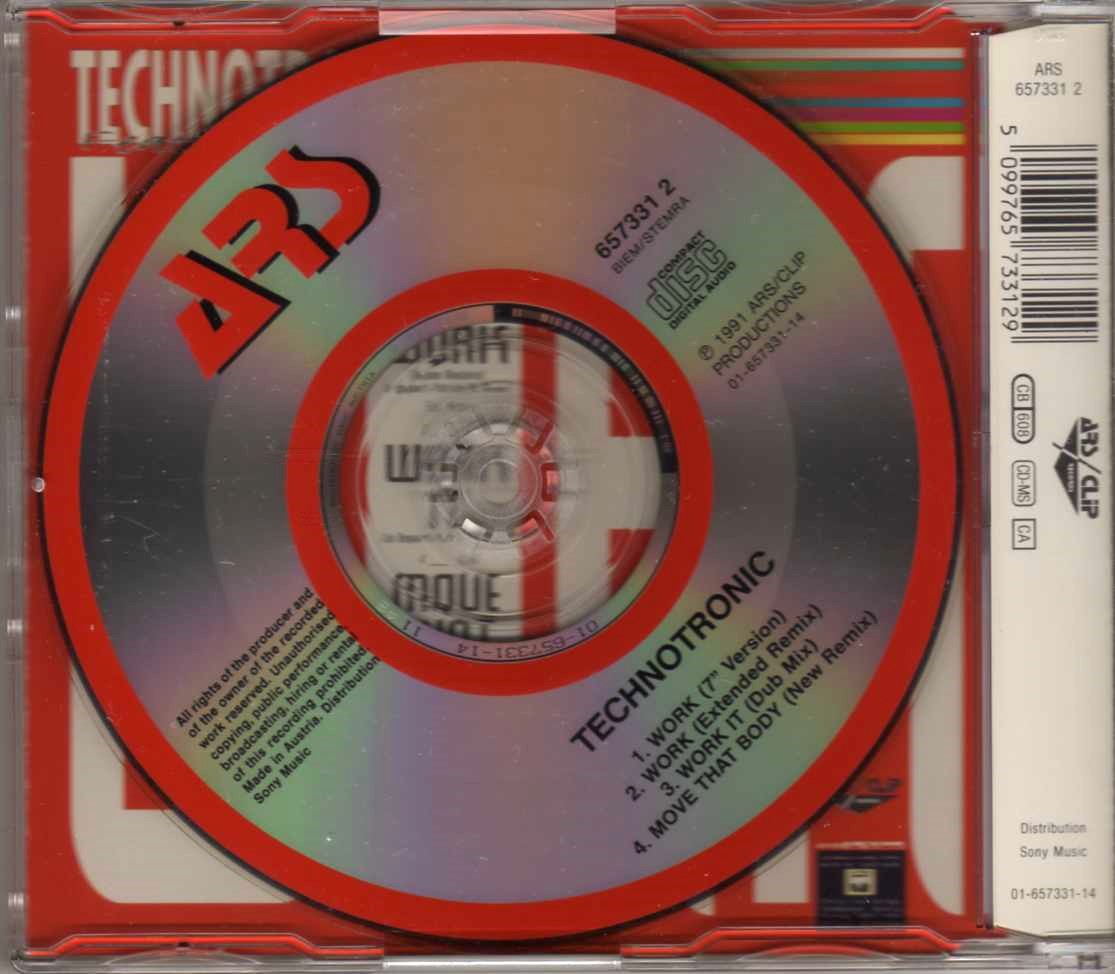 TECHNOT
ARS
657331 2
BIEM/STEMRA
COMPACT
disc
DIGITAL AUDIO
℗ 1991 ARS/CLIP
PRODUCTIONS
01-657331-14
WORK
MOVE
01-657331-14 11
TECHNOTRONIC
1. WORK (7" Version)
2. WORK (Extended Remix)
3. WORK IT (Dub Mix)
4. MOVE THAT BODY (New Remix)
All rights of the producer and
of the owner of the recorded
work reserved. Unauthorised
copying, public performance,
broadcasting, hiring or rental
of this recording prohibited.
Made in Austria. Distribution
Sony Music
ARS
657331 2
5 099765 733129
CB 608
CD-MS
CA
ARS/CLIP
Distribution
Sony Music
01-657331-14